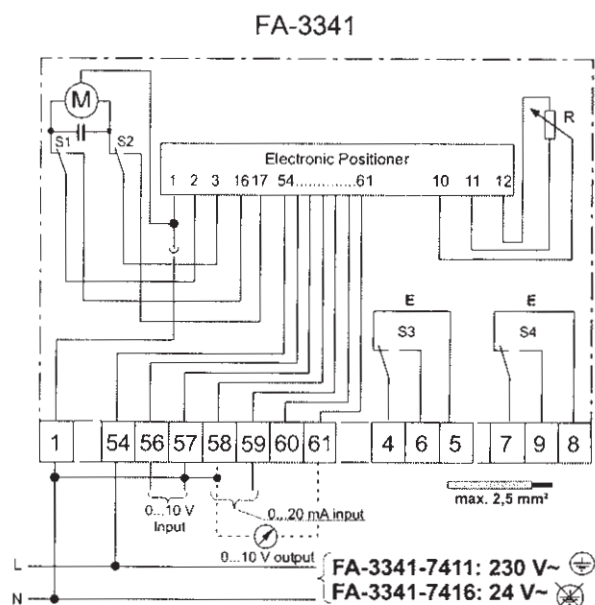 FA-3341
M
S1 S2
R
Electronic Positioner
1 2 3 16 17 54..............61 10 11 12
E E
S3 S4
1 54 56 57 58 59 60 61 4 6 5 7 9 8
max. 2,5 mm²
0...10 V
Input
0...20 mA input
0...10 V output
L
FA-3341-7411: 230 V~
N
FA-3341-7416: 24 V~